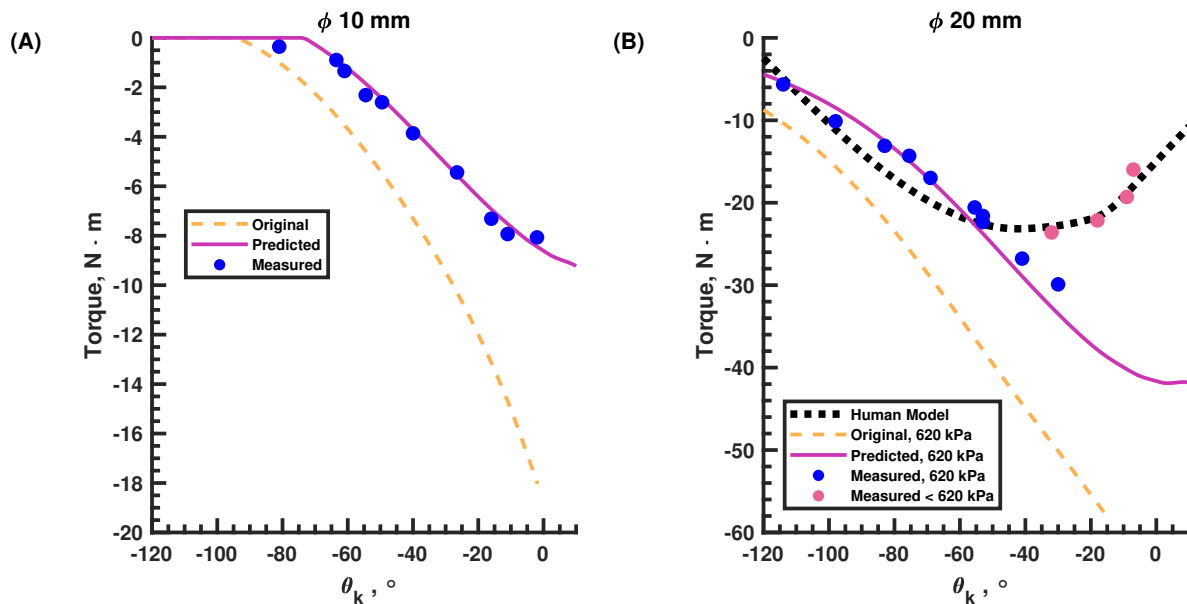 (A)
ϕ 10 mm
0
-2
-4
-6
-8
-10
-12
-14
-16
-18
-20
Torque, N · m
Original
Predicted
Measured
-120 -100 -80 -60 -40 -20 0
θk , °
(B)
ϕ 20 mm
0
-10
-20
-30
-40
-50
-60
Torque, N · m
Human Model
Original, 620 kPa
Predicted, 620 kPa
Measured, 620 kPa
Measured < 620 kPa
-120 -100 -80 -60 -40 -20 0
θk , °